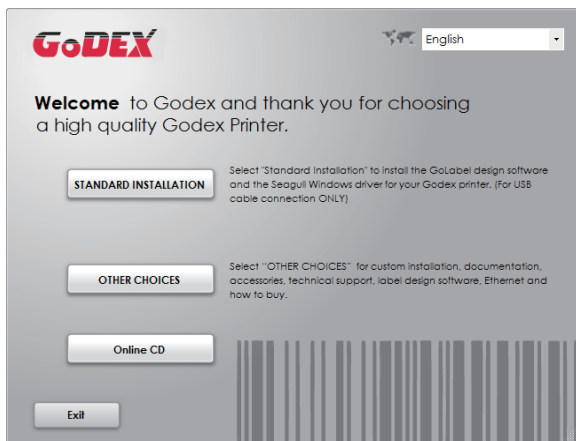 GoDEX
English
Welcome to Godex and thank you for choosing
a high quality Godex Printer.
STANDARD INSTALLATION
Select "Standard Installation" to install the GoLabel design software
and the Seagull Windows driver for your Godex printer. (For USB
cable connection ONLY)
OTHER CHOICES
Select "OTHER CHOICES" for custom installation, documentation,
accessories, technical support, label design software, Ethernet and
how to buy.
Online CD
Exit